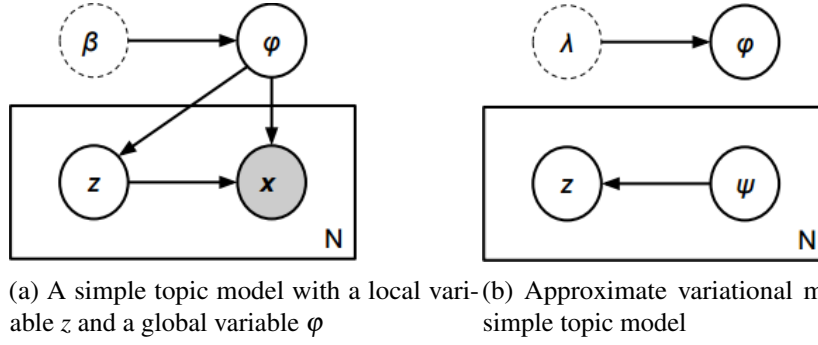 β φ
z x
N
λ φ
z ψ
N
(a) A simple topic model with a local vari-
able z and a global variable φ
(b) Approximate variational m
simple topic model